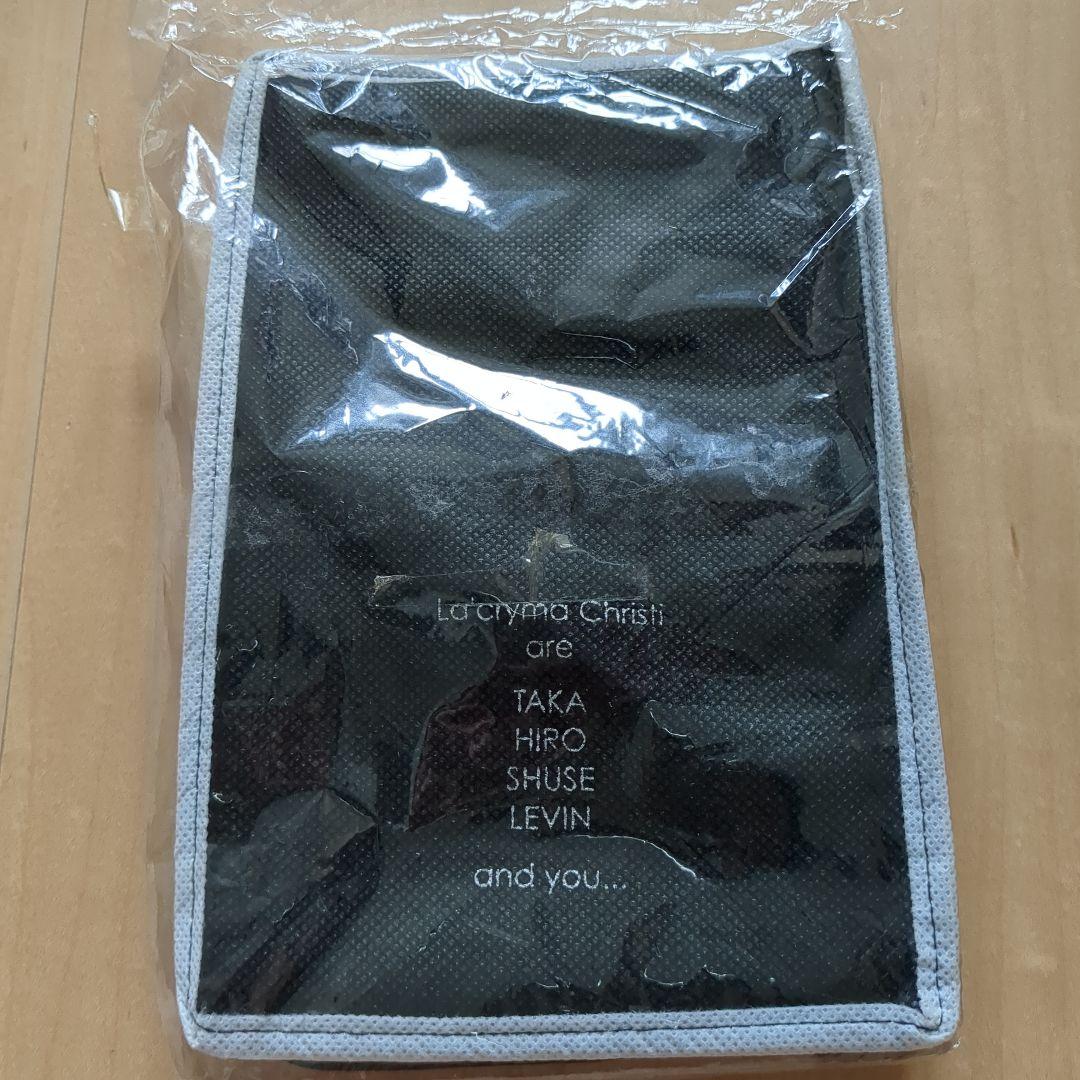 La'cryma Christi
are
TAKA
HIRO
SHUSE
LEVIN
and you...